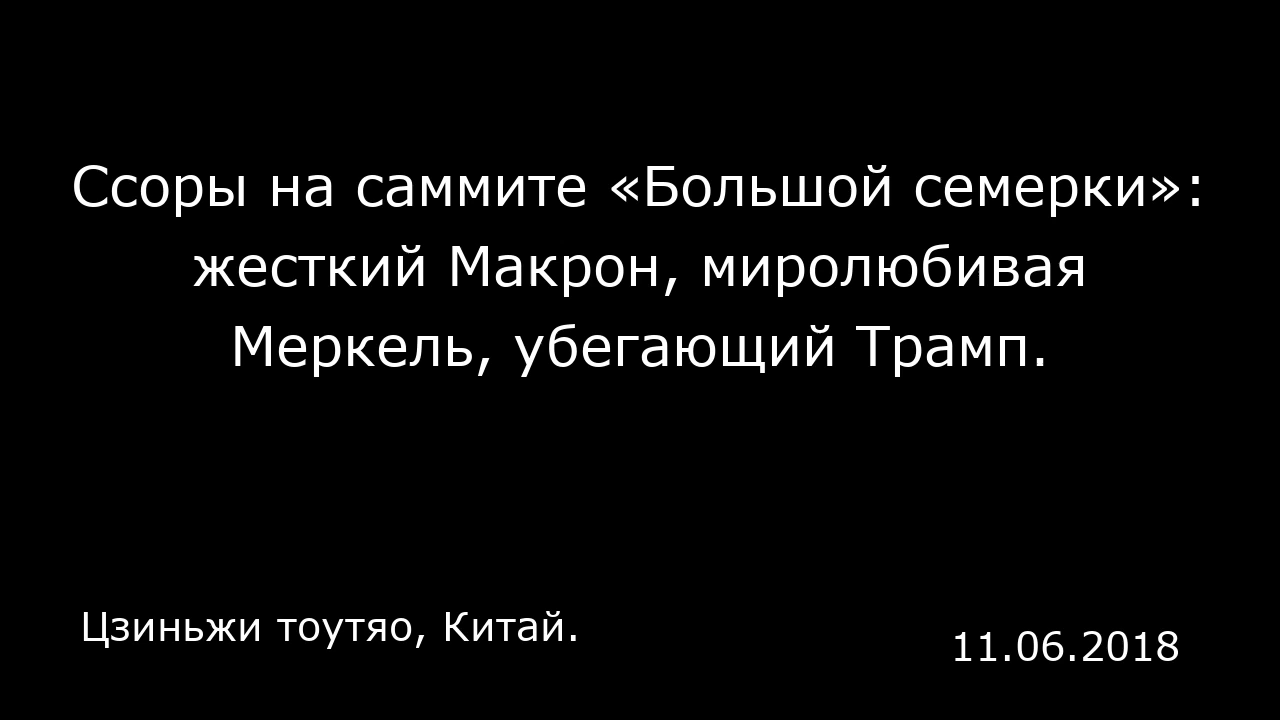 Ссоры на саммите «Большой семерки»:
жесткий Макрон, миролюбивая
Меркель, убегающий Трамп.
Цзиньжи тоутяо, Китай.
11.06.2018